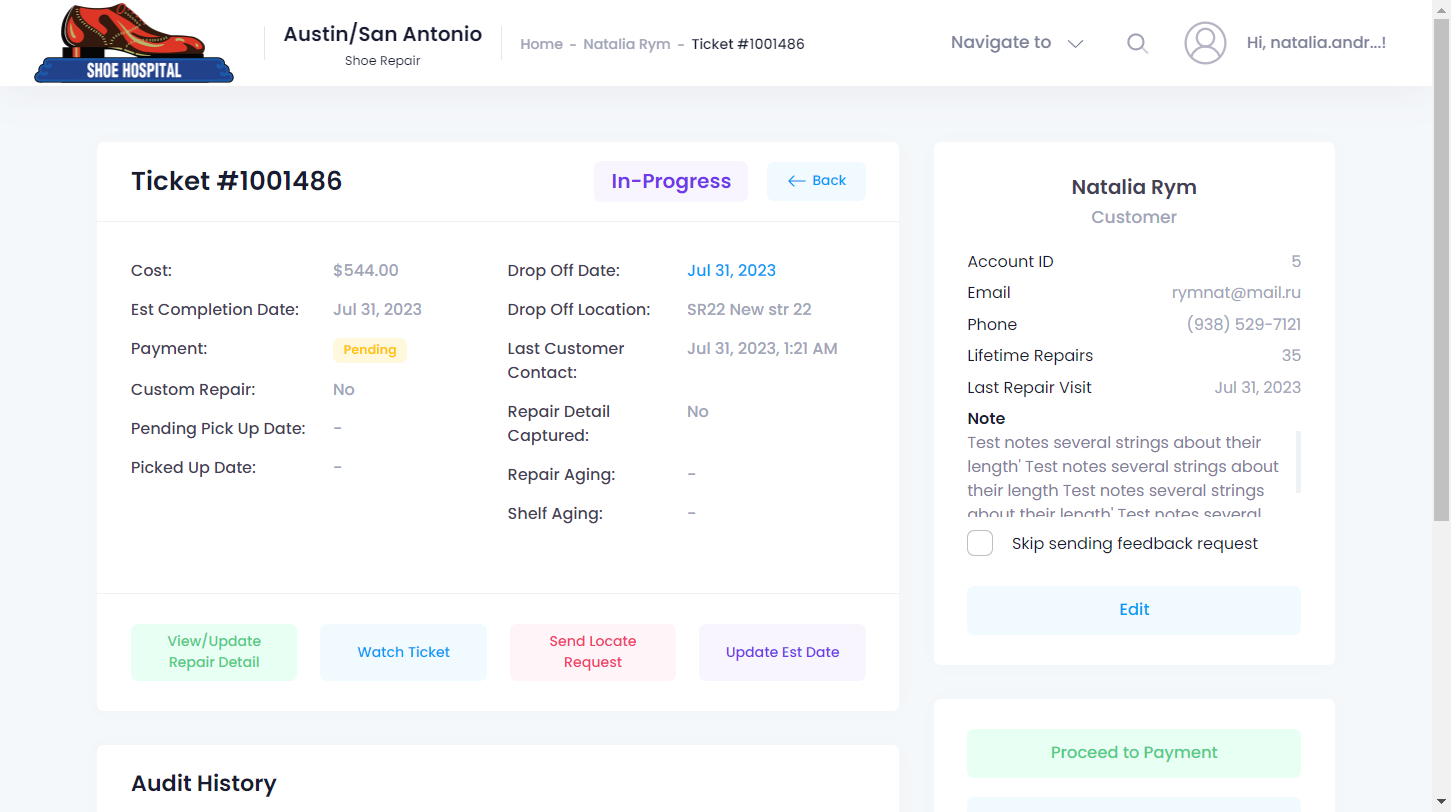 SHOE HOSPITAL
Austin/San Antonio
Shoe Repair
Home - Natalia Rym - Ticket #1001486
Navigate to
Hi, natalia.andr...!
Ticket #1001486
In-Progress
Back
Cost: $544.00
Est Completion Date: Jul 31, 2023
Payment: Pending
Custom Repair: No
Pending Pick Up Date: -
Picked Up Date: -
Drop Off Date: Jul 31, 2023
Drop Off Location: SR22 New str 22
Last Customer Jul 31, 2023, 1:21 AM
Contact:
Repair Detail No
Captured:
Repair Aging: -
Shelf Aging: -
View/Update
Repair Detail
Watch Ticket
Send Locate
Request
Update Est Date
Audit History
Natalia Rym
Customer
Account ID 5
Email rymnat@mail.ru
Phone (938) 529-7121
Lifetime Repairs 35
Last Repair Visit Jul 31, 2023
Note
Test notes several strings about their
length' Test notes several strings about
their length Test notes several strings
about their length' Test notes several
Skip sending feedback request
Edit
Proceed to Payment